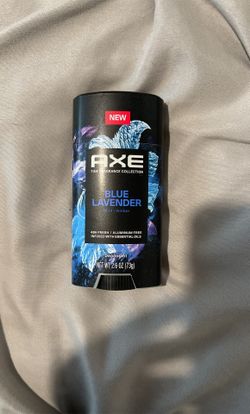 NEW
AXE
FINE FRAGRANCE COLLECTION
BLUE
LAVENDER
48H FRESH / ALUMINUM FREE
INFUSED WITH ESSENTIAL OILS
NET WT 2.6 OZ (73g)